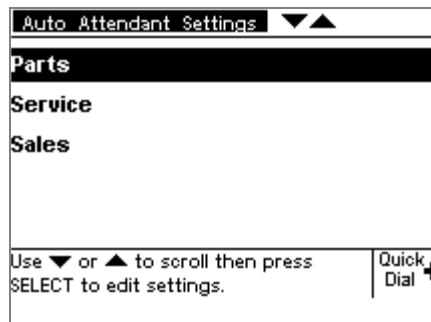 Auto Attendant Settings ▼▲
Parts
Service
Sales
Use ▼ or ▲ to scroll then press
SELECT to edit settings.
Quick
Dial